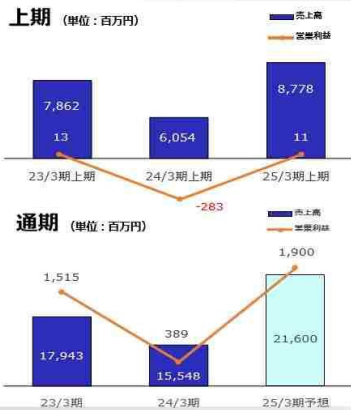 上期 (単位：百万円)
売上高
営業利益
7,862
8,778
6,054
13
11
23/3期上期 24/3期上期 25/3期上期
-283
通期 (単位：百万円)
売上高
営業利益
1,900
1,515
389
21,600
17,943
15,548
23/3期 24/3期 25/3期予想